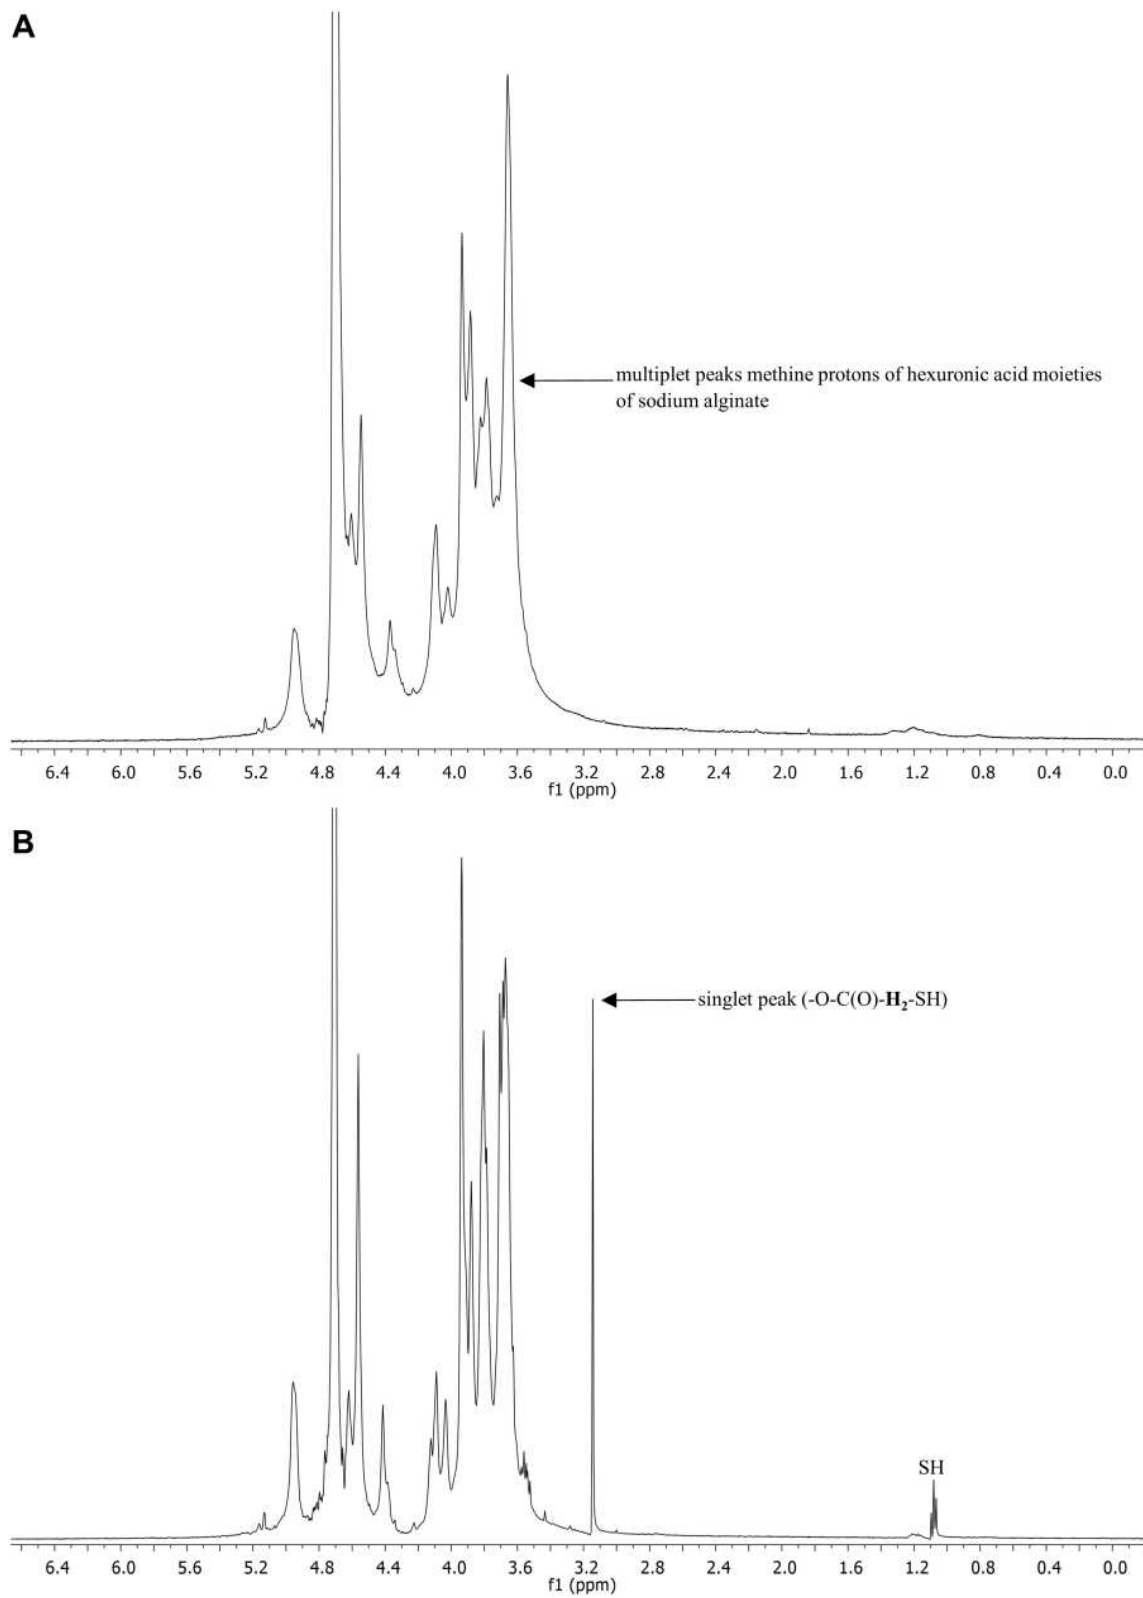 A
multiplet peaks methine protons of hexuronic acid moieties
of sodium alginate
6.4 6.0 5.6 5.2 4.8 4.4 4.0 3.6 3.2 2.8 2.4 2.0 1.6 1.2 0.8 0.4 0.0
f1 (ppm)
B
singlet peak (-O-C(O)-H₂-SH)
SH
6.4 6.0 5.6 5.2 4.8 4.4 4.0 3.6 3.2 2.8 2.4 2.0 1.6 1.2 0.8 0.4 0.0
f1 (ppm)